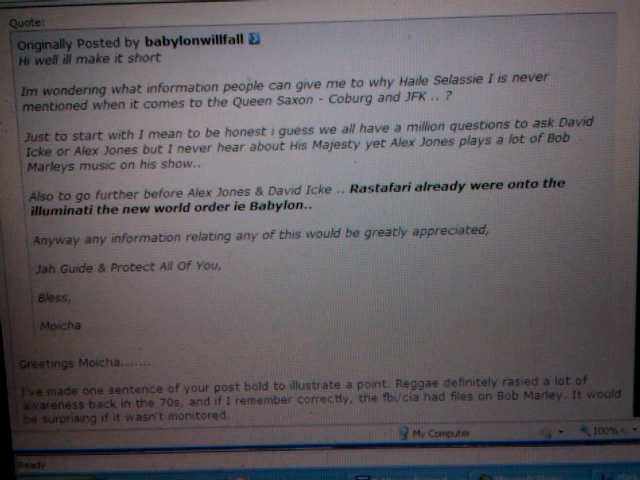 Quote:
Originally Posted by babylonwillfall
Hi well ill make it short
Im wondering what information people can give me to why Haile Selassie I is never
mentioned when it comes to the Queen Saxon - Coburg and JFK .. ?
Just to start with I mean to be honest i guess we all have a million questions to ask David
Icke or Alex Jones but I never hear about His Majesty yet Alex Jones plays a lot of Bob
Marleys music on his show..
Also to go further before Alex Jones & David Icke .. Rastafari already were onto the
illuminati the new world order ie Babylon..
Anyway any information relating any of this would be greatly appreciated,
Jah Guide & Protect All Of You,
Bless,
Moicha
Greetings Moicha.......
I've made one sentence of your post bold to illustrate a point. Reggae definitely rasied a lot of
awareness back in the 70s, and if I remember correctly, the fbi/cia had files on Bob Marley. It would
be surprising if it wasn't monitored.
My Computer
100%
Ready